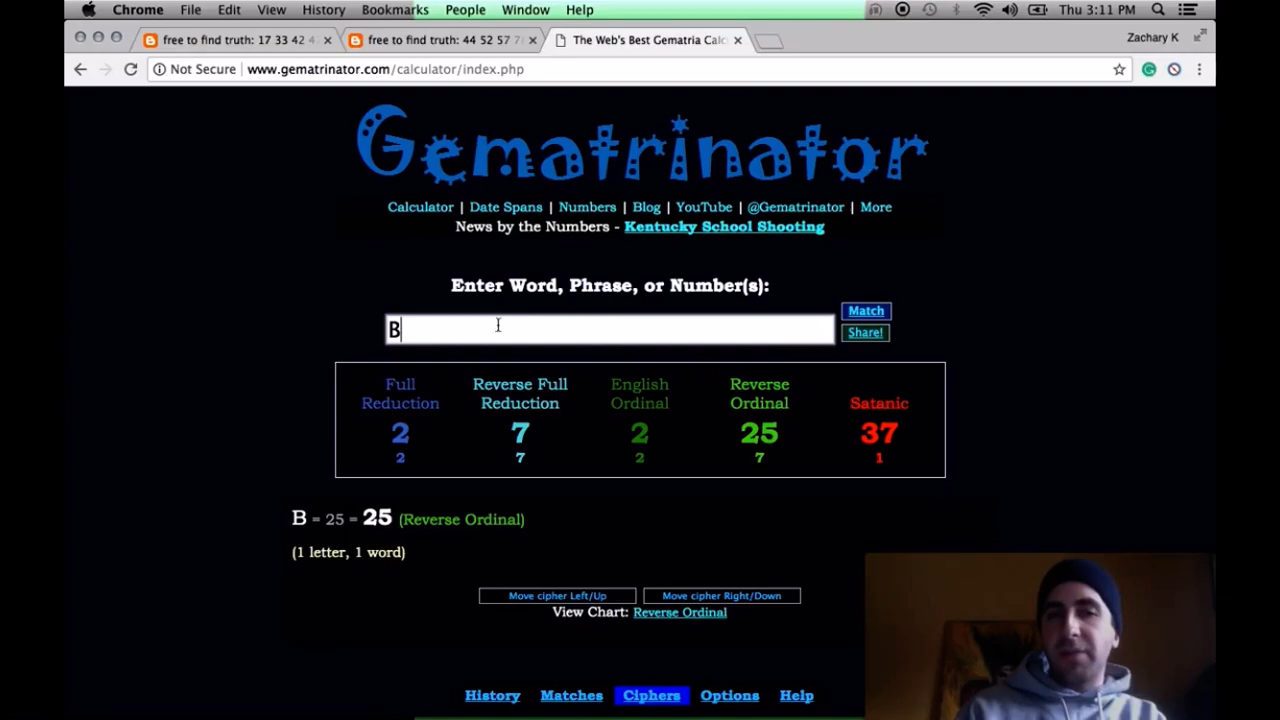 Chrome File Edit View History Bookmarks People Window Help Thu 3:11 PM
free to find truth: 17 33 42 4 free to find truth: 44 52 57 7 The Web's Best Gematria Calc Zachary K
Not Secure www.gematrinator.com/calculator/index.php
Gematrinator
Calculator | Date Spans | Numbers | Blog | YouTube | @Gematrinator | More
News by the Numbers - Kentucky School Shooting
Enter Word, Phrase, or Number(s):
Match
B
Share!
Full Reverse Full English Reverse
Reduction Reduction Ordinal Ordinal Satanic
2 7 2 25 37
2 7 2 7 1
B = 25 = 25 (Reverse Ordinal)
(1 letter, 1 word)
Move cipher Left/Up Move cipher Right/Down
View Chart: Reverse Ordinal
History Matches Ciphers Options Help